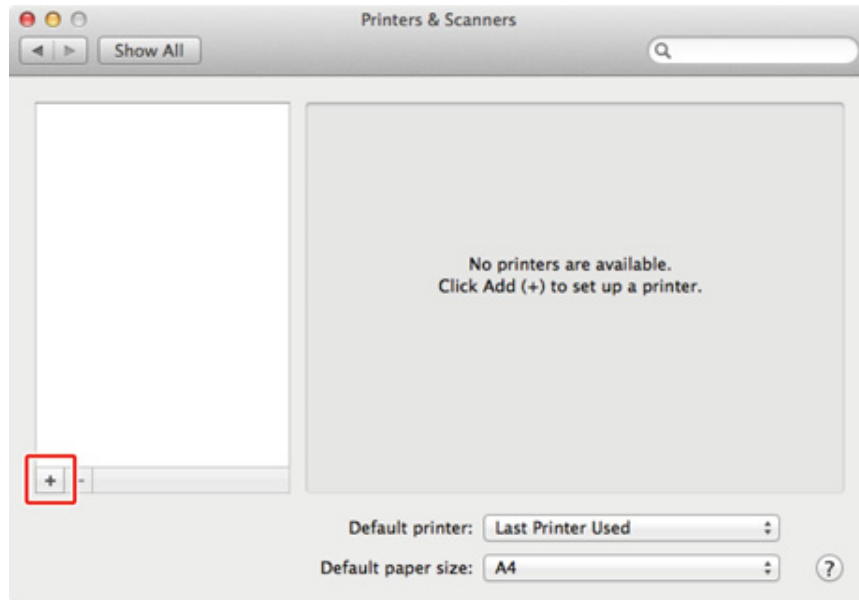 Printers & Scanners
Show All
No printers are available.
Click Add (+) to set up a printer.
+ -
Default printer: Last Printer Used
Default paper size: A4 ?